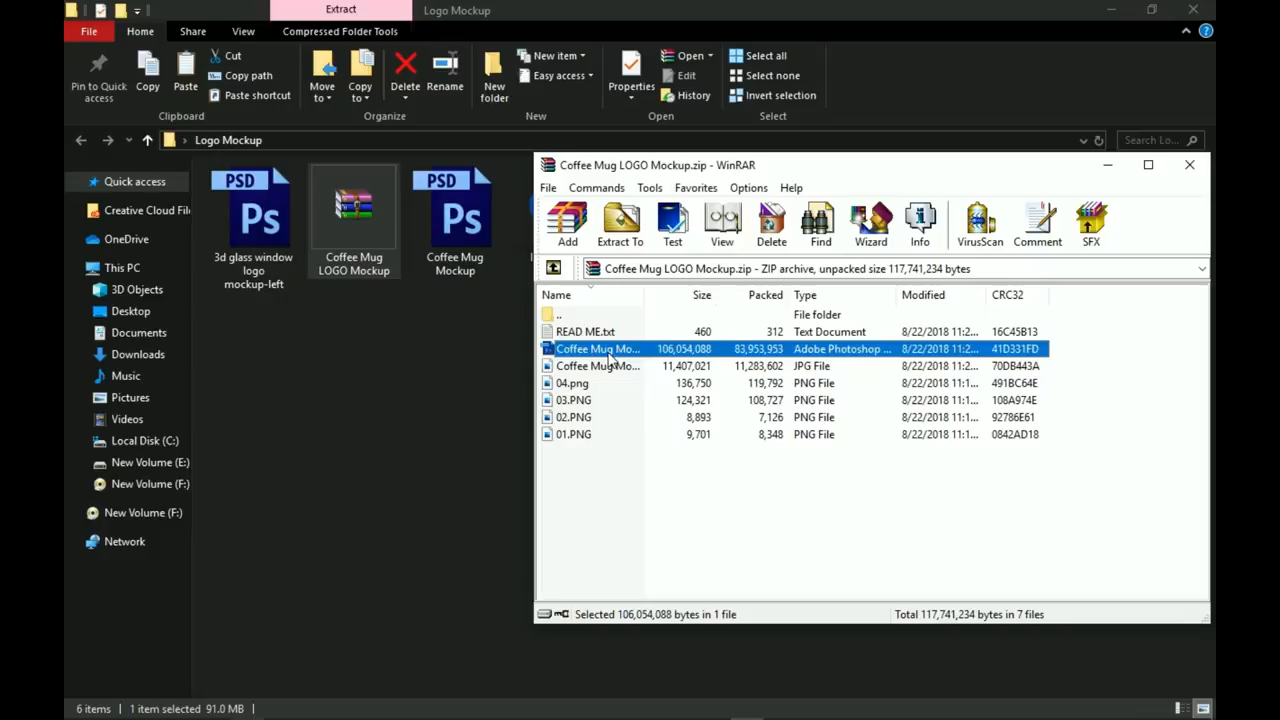 Extract
Logo Mockup
File
Home
Share
View
Compressed Folder Tools
Pin to Quick access
Copy
Paste
Cut
Copy path
Paste shortcut
Clipboard
Move to
Copy to
Delete
Rename
Organize
New folder
New item
Easy access
New
Properties
Open
Edit
History
Open
Select all
Select none
Invert selection
Select
Logo Mockup
Search Lo...
Quick access
Creative Cloud Fil
OneDrive
This PC
3D Objects
Desktop
Documents
Downloads
Music
Pictures
Videos
Local Disk (C:)
New Volume (E:)
New Volume (F:)
New Volume (F:)
Network
PSD
Ps
3d glass window
logo
mockup-left
Coffee Mug
LOGO Mockup
PSD
Ps
Coffee Mug
Mockup
Coffee Mug LOGO Mockup.zip - WinRAR
File Commands Tools Favorites Options Help
Add Extract To Test View Delete Find Wizard Info VirusScan Comment SFX
Coffee Mug LOGO Mockup.zip - ZIP archive, unpacked size 117,741,234 bytes
Name Size Packed Type Modified CRC32
.. File folder
READ ME.txt 460 312 Text Document 8/22/2018 11:2... 16C45B13
Coffee Mug Mo... 106,054,088 83,953,953 Adobe Photoshop ... 8/22/2018 11:2... 41D331FD
Coffee Mug Mo... 11,407,021 11,283,602 JPG File 8/22/2018 11:2... 70DB443A
04.png 136,750 119,792 PNG File 8/22/2018 11:1... 491BC64E
03.PNG 124,321 108,727 PNG File 8/22/2018 11:1... 108A974E
02.PNG 8,893 7,126 PNG File 8/22/2018 11:1... 92786E61
01.PNG 9,701 8,348 PNG File 8/22/2018 11:1... 0842AD18
Selected 106,054,088 bytes in 1 file
Total 117,741,234 bytes in 7 files
6 items
1 item selected 91.0 MB